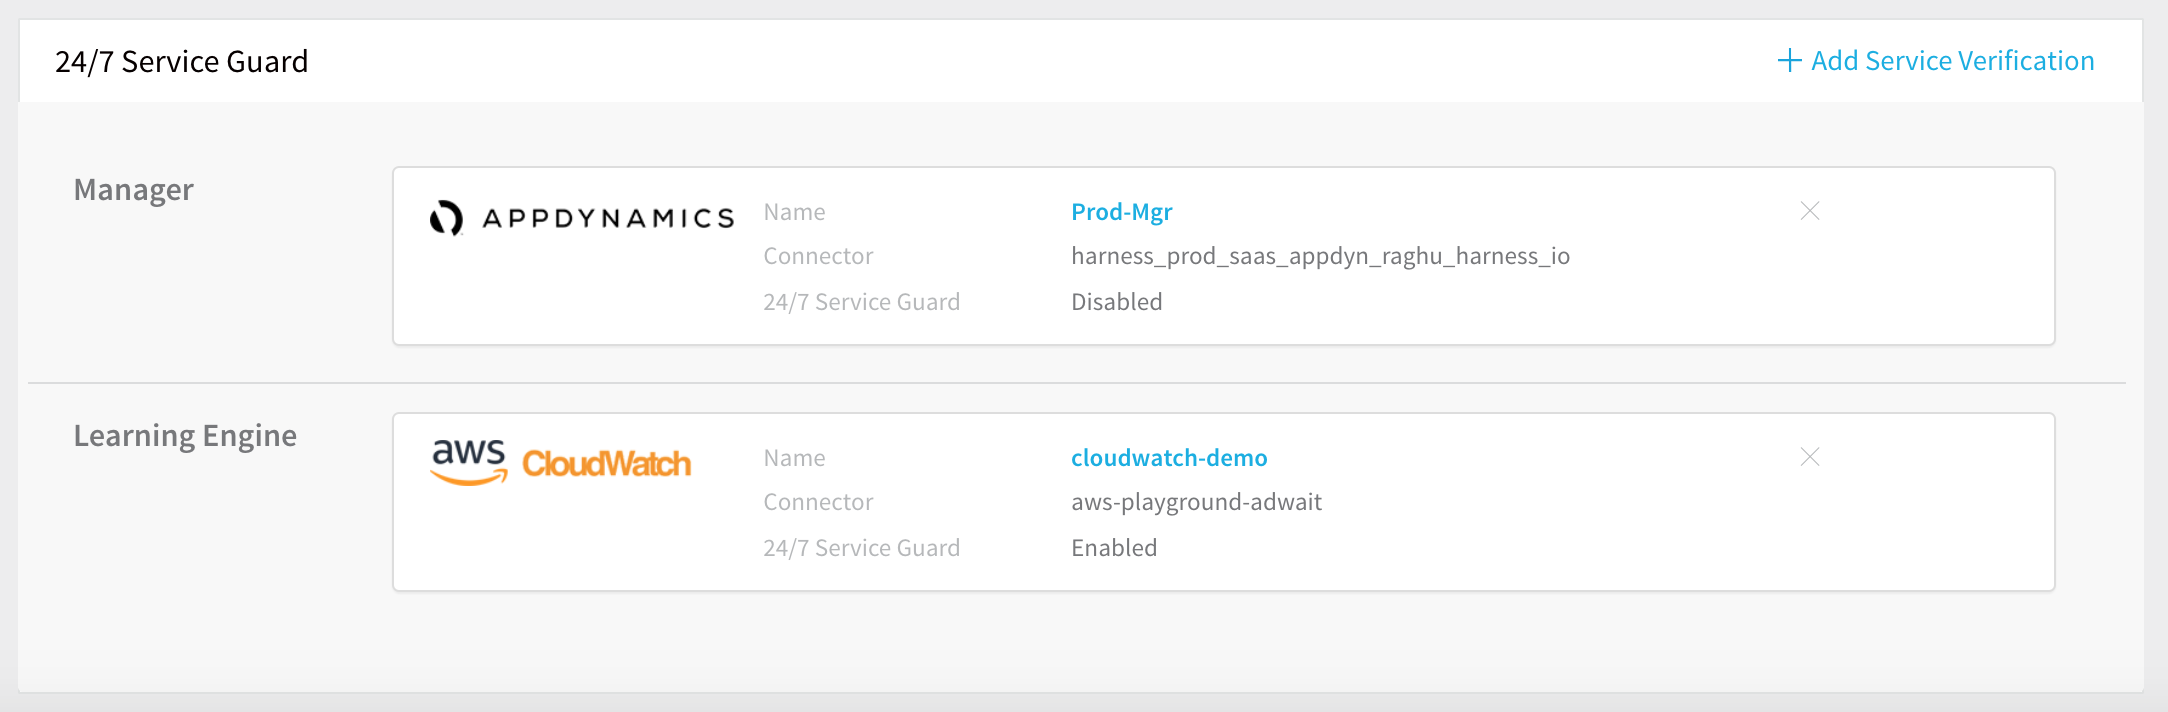 24/7 Service Guard
+ Add Service Verification
Manager
APPDYNAMICS
Name Prod-Mgr
Connector harness_prod_saas_appdyn_raghu_harness_io
24/7 Service Guard Disabled
Learning Engine
aws CloudWatch
Name cloudwatch-demo
Connector aws-playground-adwait
24/7 Service Guard Enabled